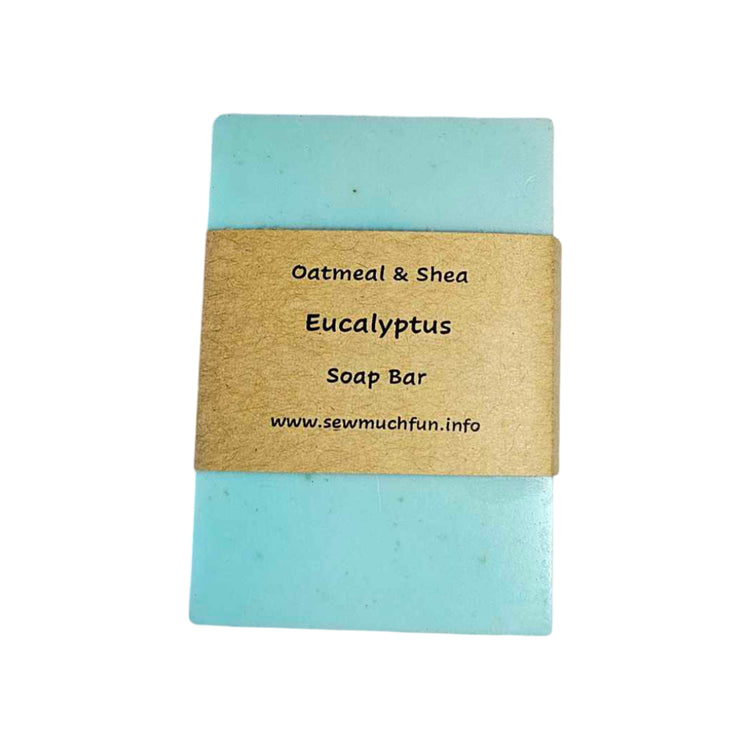 Oatmeal & Shea
Eucalyptus
Soap Bar
www.sewmuchfun.info